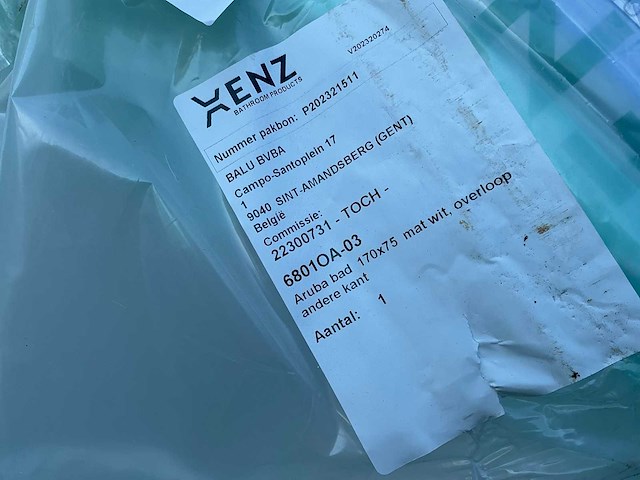 V202320274
XENZ
BATHROOM PRODUCTS
Nummer pakbon: P202321511
BALU BVBA
Campo-Santoplein 17
1
9040 SINT-AMANDSBERG (GENT)
België
Commissie:
22300731 - TOCH -
6801OA-03
Aruba bad 170x75 mat wit, overloop
andere kant
Aantal: 1